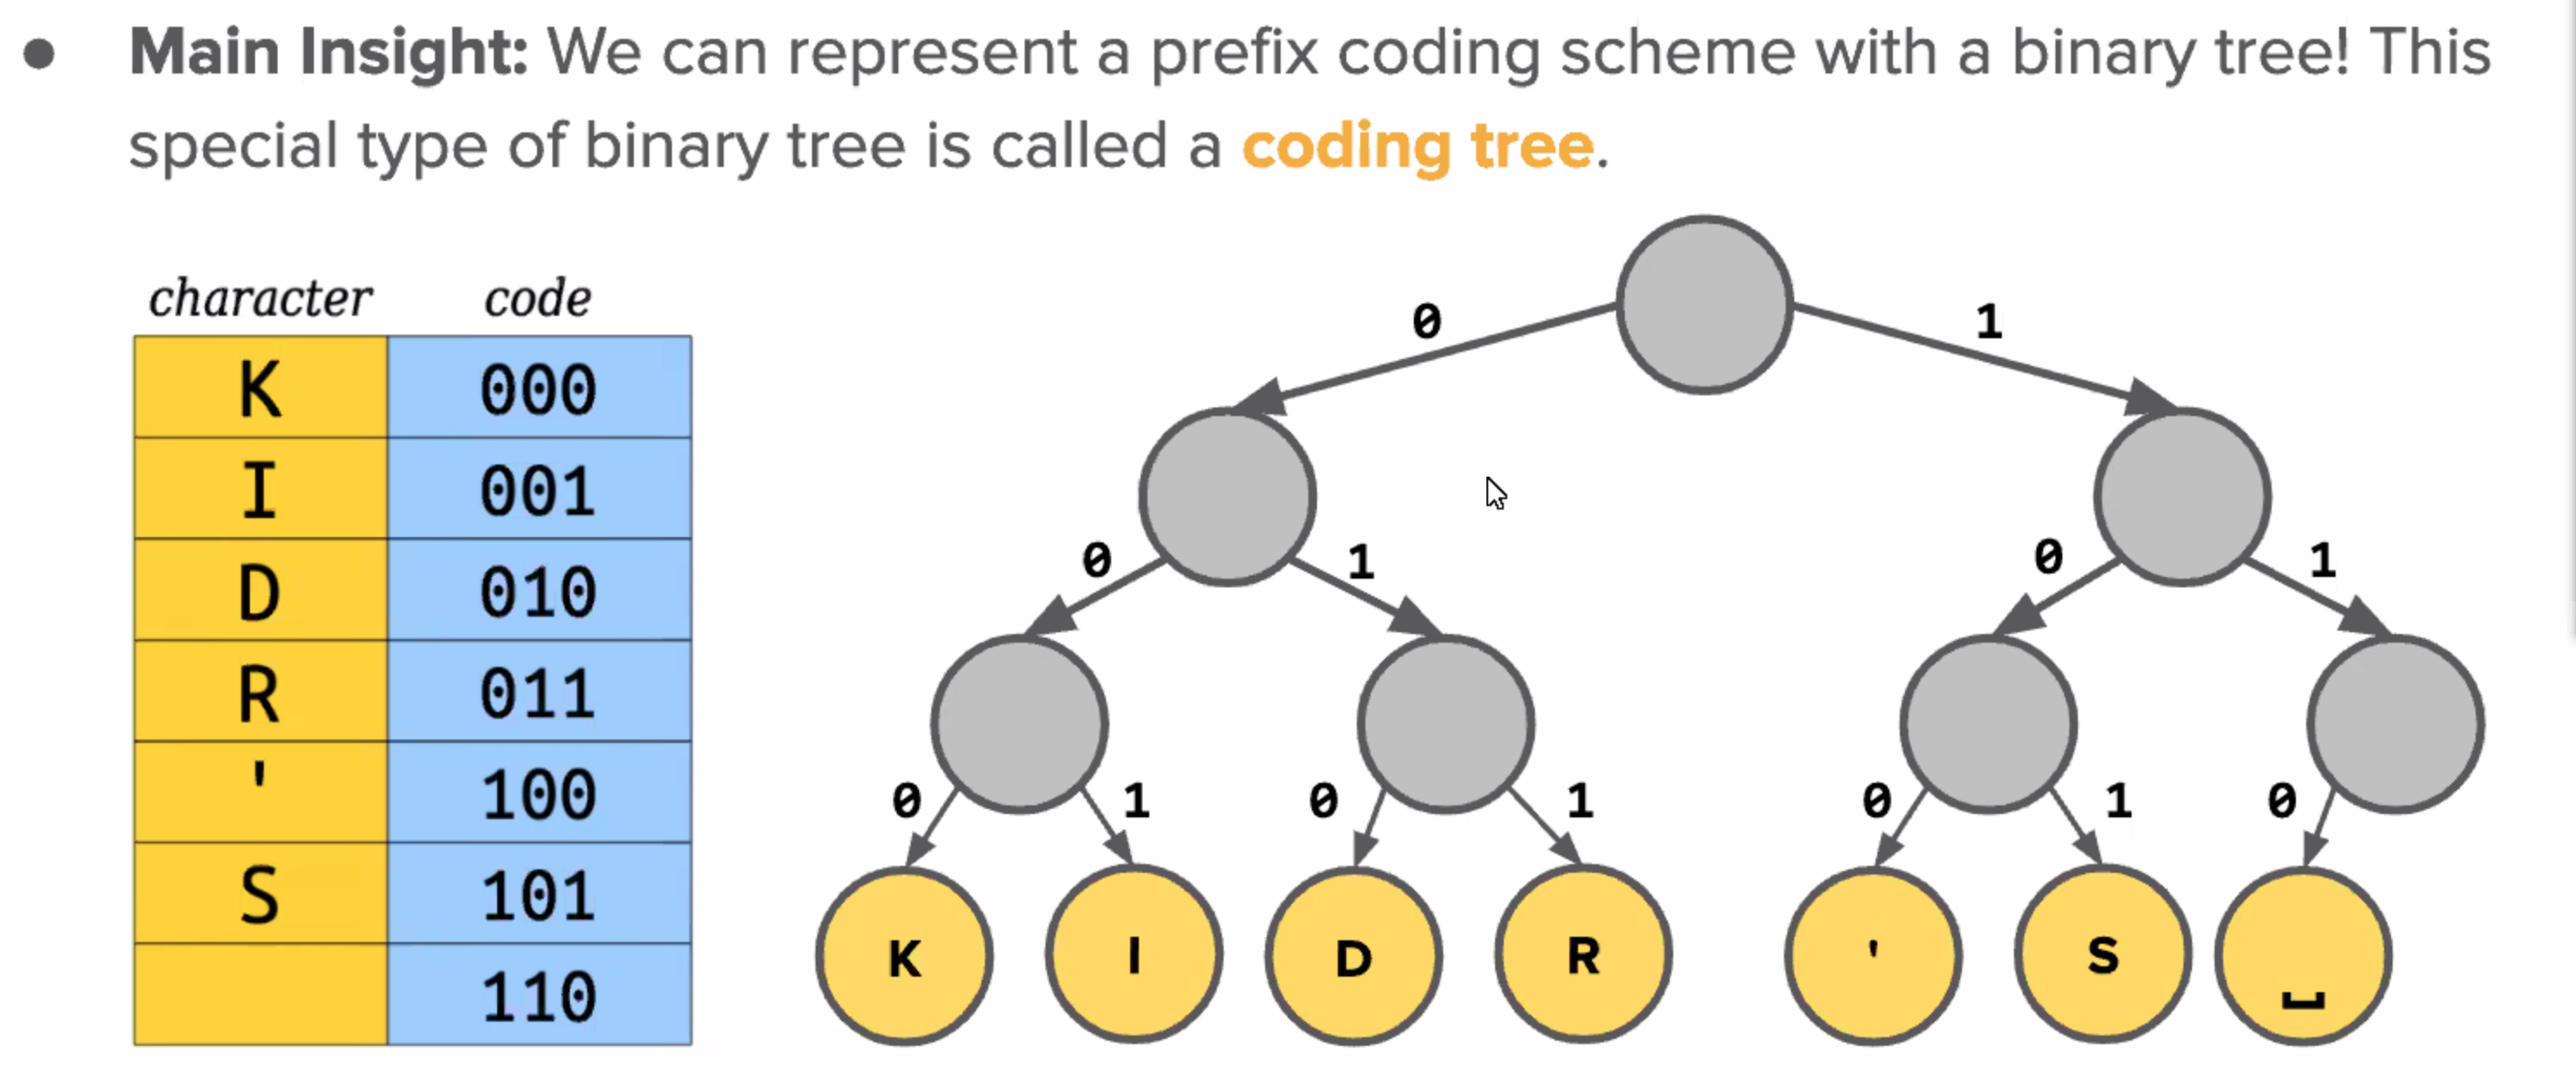 ● Main Insight: We can represent a prefix coding scheme with a binary tree! This
special type of binary tree is called a coding tree.
character code
K 000
I 001
D 010
R 011
' 100
S 101
110
0 1
0 1 0 1
0 1 0 1 0 1 0
K I D R ' S ␣